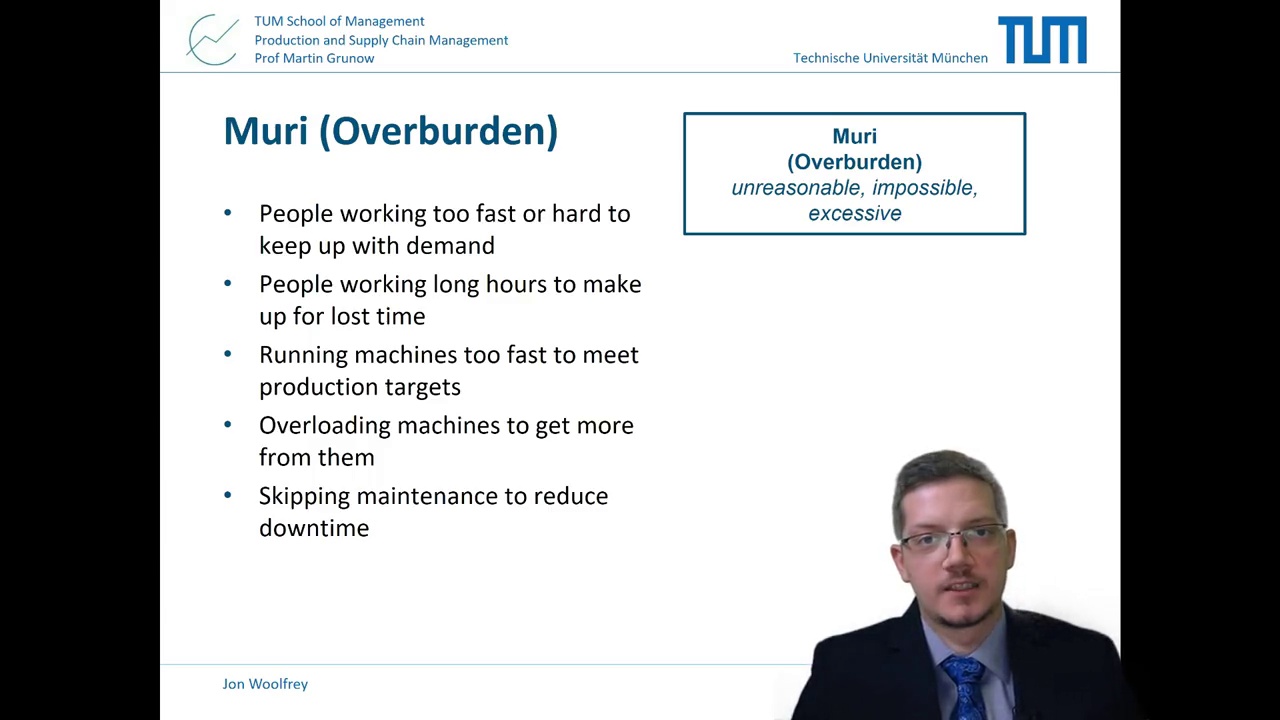 TUM School of Management
Production and Supply Chain Management
Prof Martin Grunow
Technische Universität München
TUM
Muri (Overburden)
• People working too fast or hard to
keep up with demand
• People working long hours to make
up for lost time
• Running machines too fast to meet
production targets
• Overloading machines to get more
from them
• Skipping maintenance to reduce
downtime
Muri
(Overburden)
unreasonable, impossible,
excessive
Jon Woolfrey